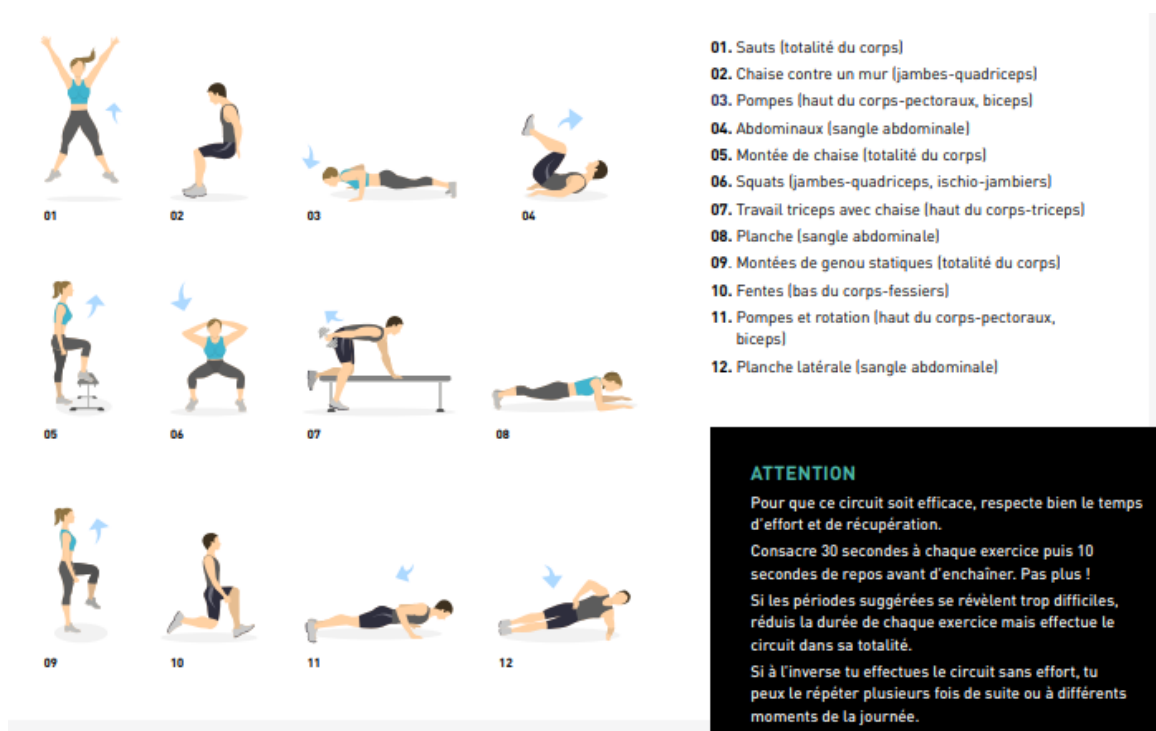 01
02
03
04
05
06
07
08
09
10
11
12
01. Sauts (totalité du corps)
02. Chaise contre un mur (jambes-quadriceps)
03. Pompes (haut du corps-pectoraux, biceps)
04. Abdominaux (sangle abdominale)
05. Montée de chaise (totalité du corps)
06. Squats (jambes-quadriceps, ischio-jambiers)
07. Travail triceps avec chaise (haut du corps-triceps)
08. Planche (sangle abdominale)
09. Montées de genou statiques (totalité du corps)
10. Fentes (bas du corps-fessiers)
11. Pompes et rotation (haut du corps-pectoraux,
biceps)
12. Planche latérale (sangle abdominale)
ATTENTION
Pour que ce circuit soit efficace, respecte bien le temps
d'effort et de récupération.
Consacre 30 secondes à chaque exercice puis 10
secondes de repos avant d'enchaîner. Pas plus !
Si les périodes suggérées se révèlent trop difficiles,
réduis la durée de chaque exercice mais effectue le
circuit dans sa totalité.
Si à l'inverse tu effectues le circuit sans effort, tu
peux le répéter plusieurs fois de suite ou à différents
moments de la journée.